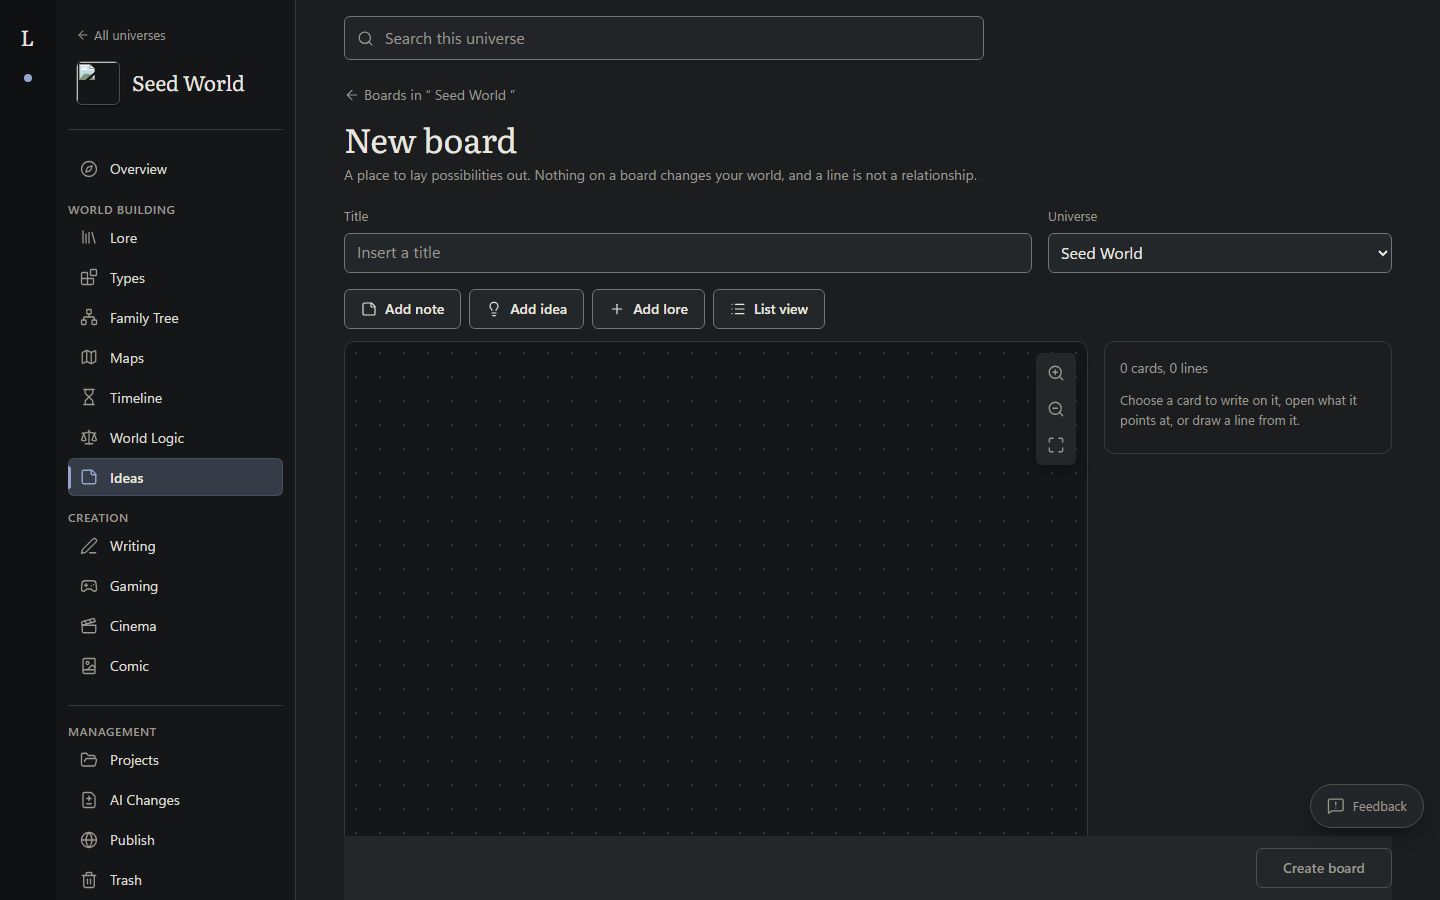 L
All universes
Seed World
Overview
WORLD BUILDING
Lore
Types
Family Tree
Maps
Timeline
World Logic
Ideas
CREATION
Writing
Gaming
Cinema
Comic
MANAGEMENT
Projects
AI Changes
Publish
Trash
Search this universe
Boards in “ Seed World ”
New board
A place to lay possibilities out. Nothing on a board changes your world, and a line is not a relationship.
Title
Universe
Insert a title
Seed World
Add note
Add idea
Add lore
List view
0 cards, 0 lines
Choose a card to write on it, open what it
points at, or draw a line from it.
Feedback
Create board